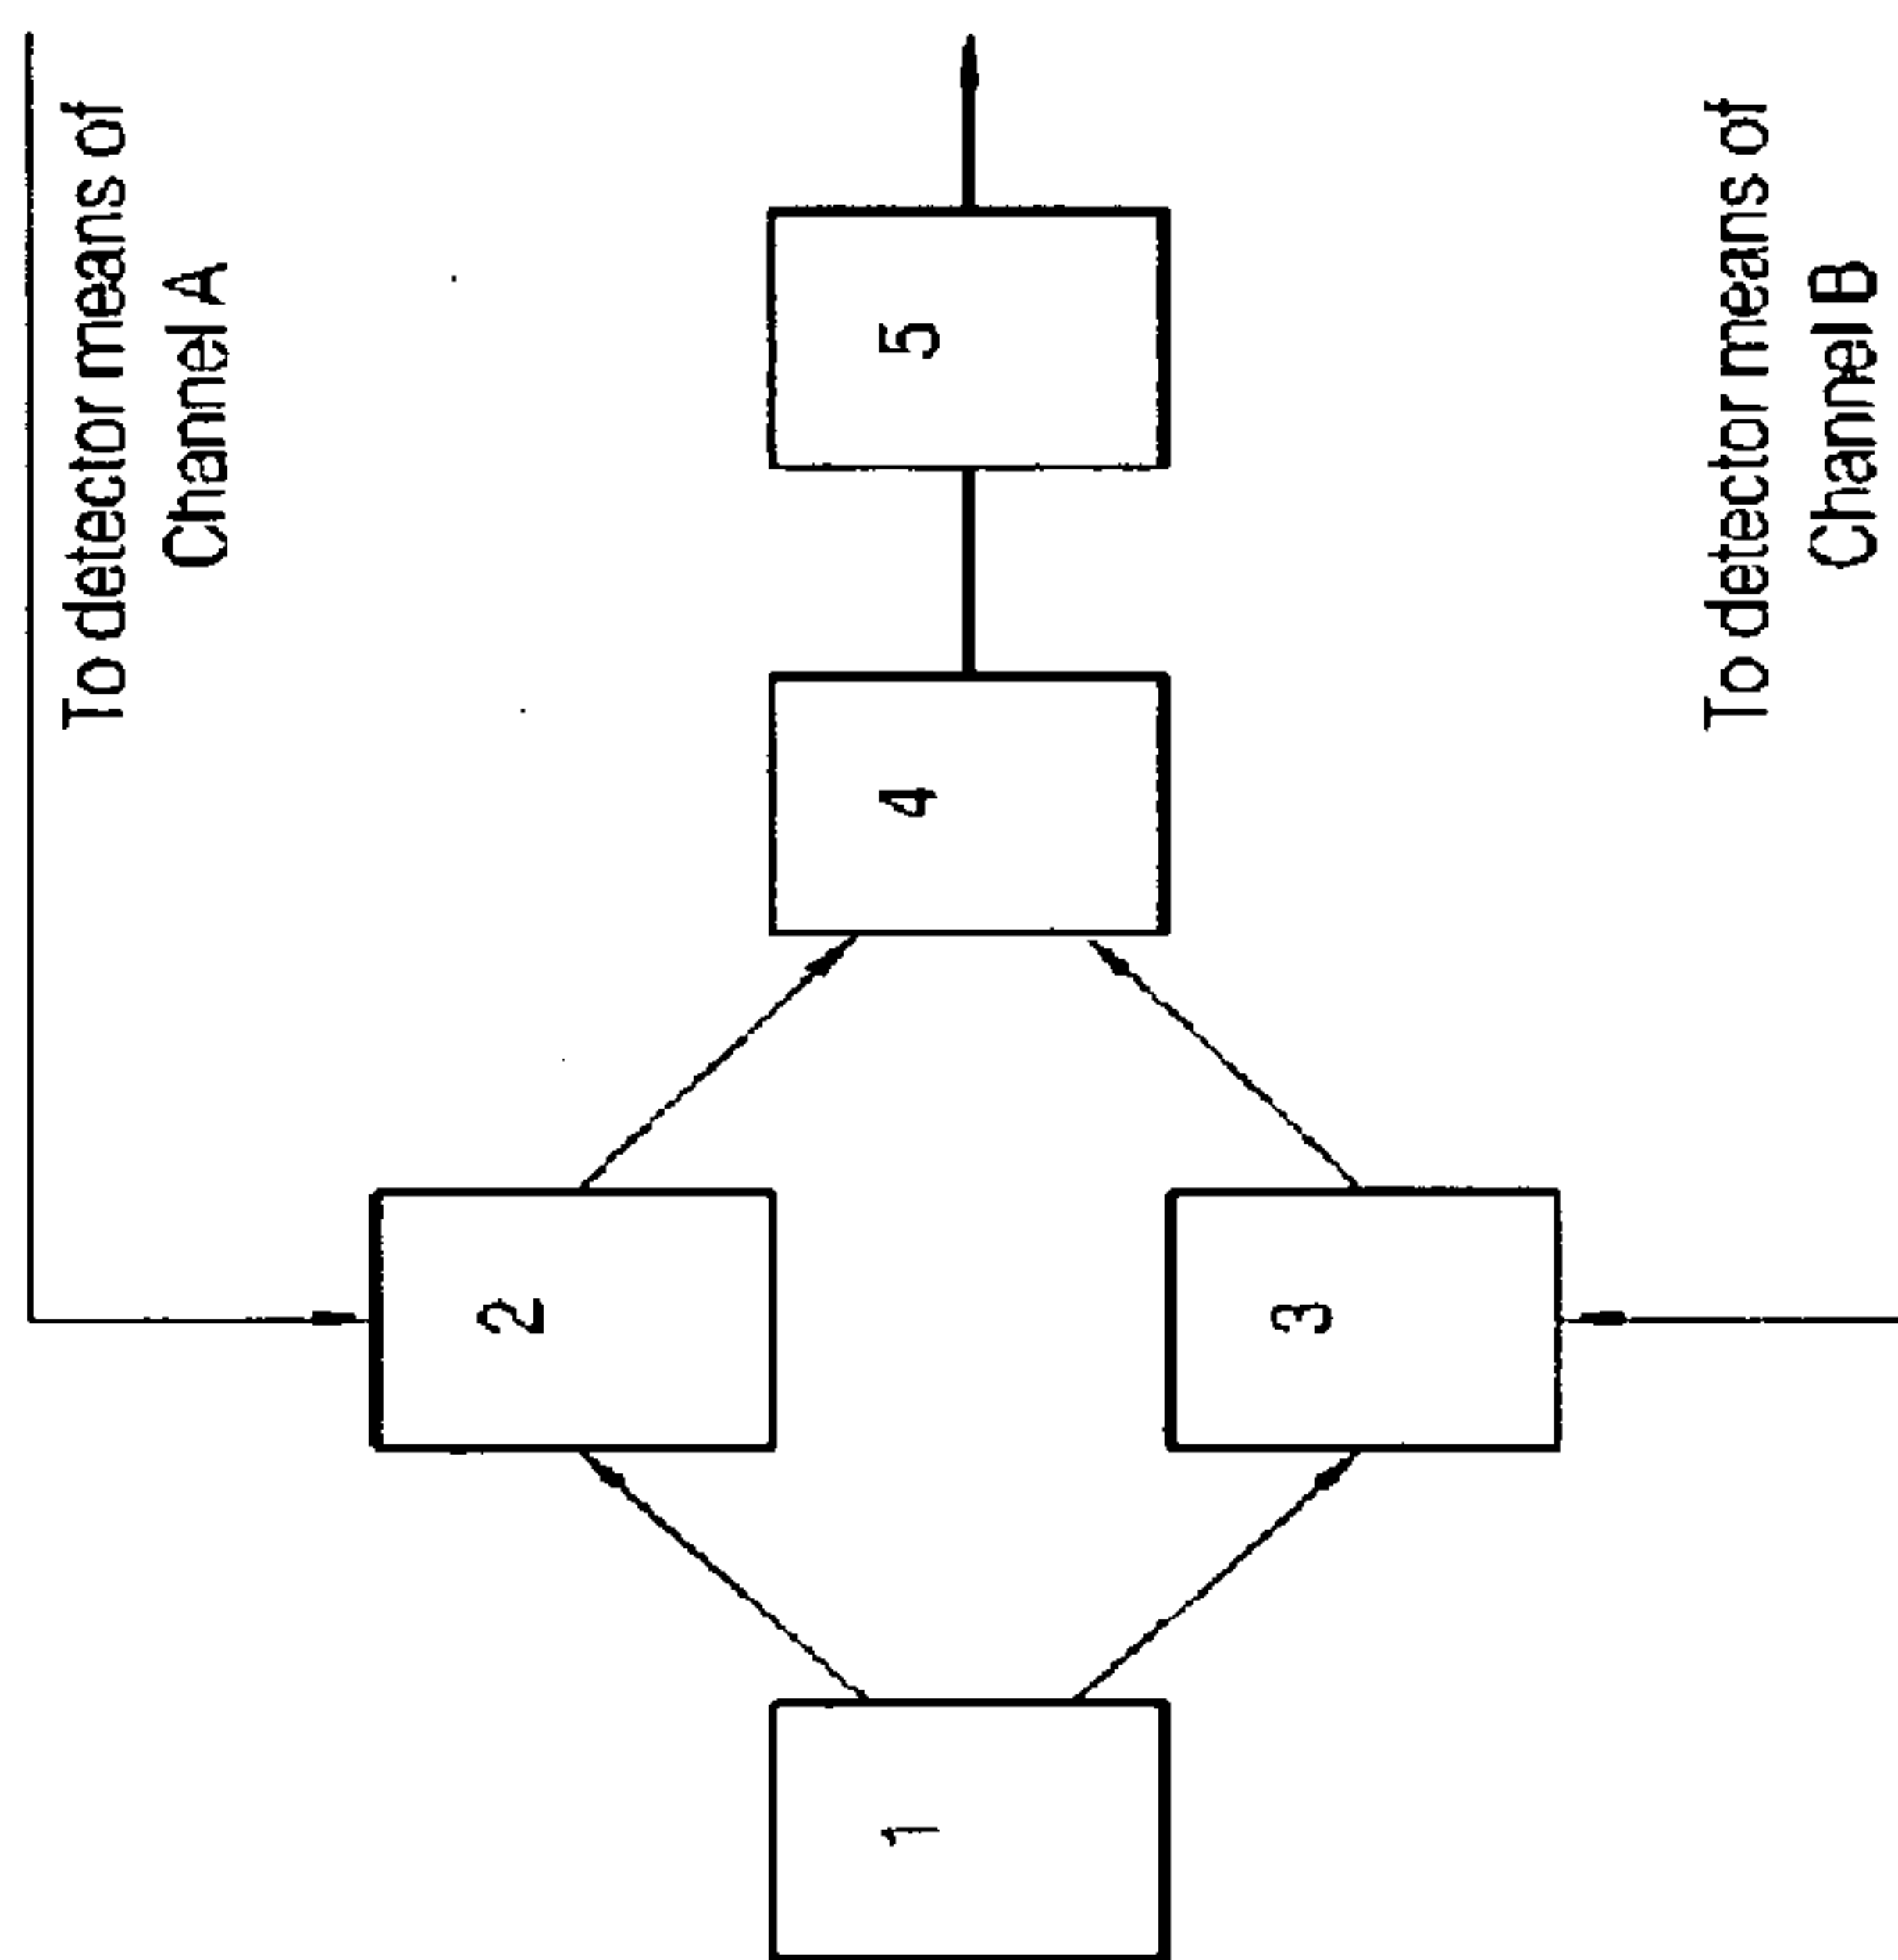 To detector means of
Channel A
1
2
3
4
5
To detector means of
Channel B